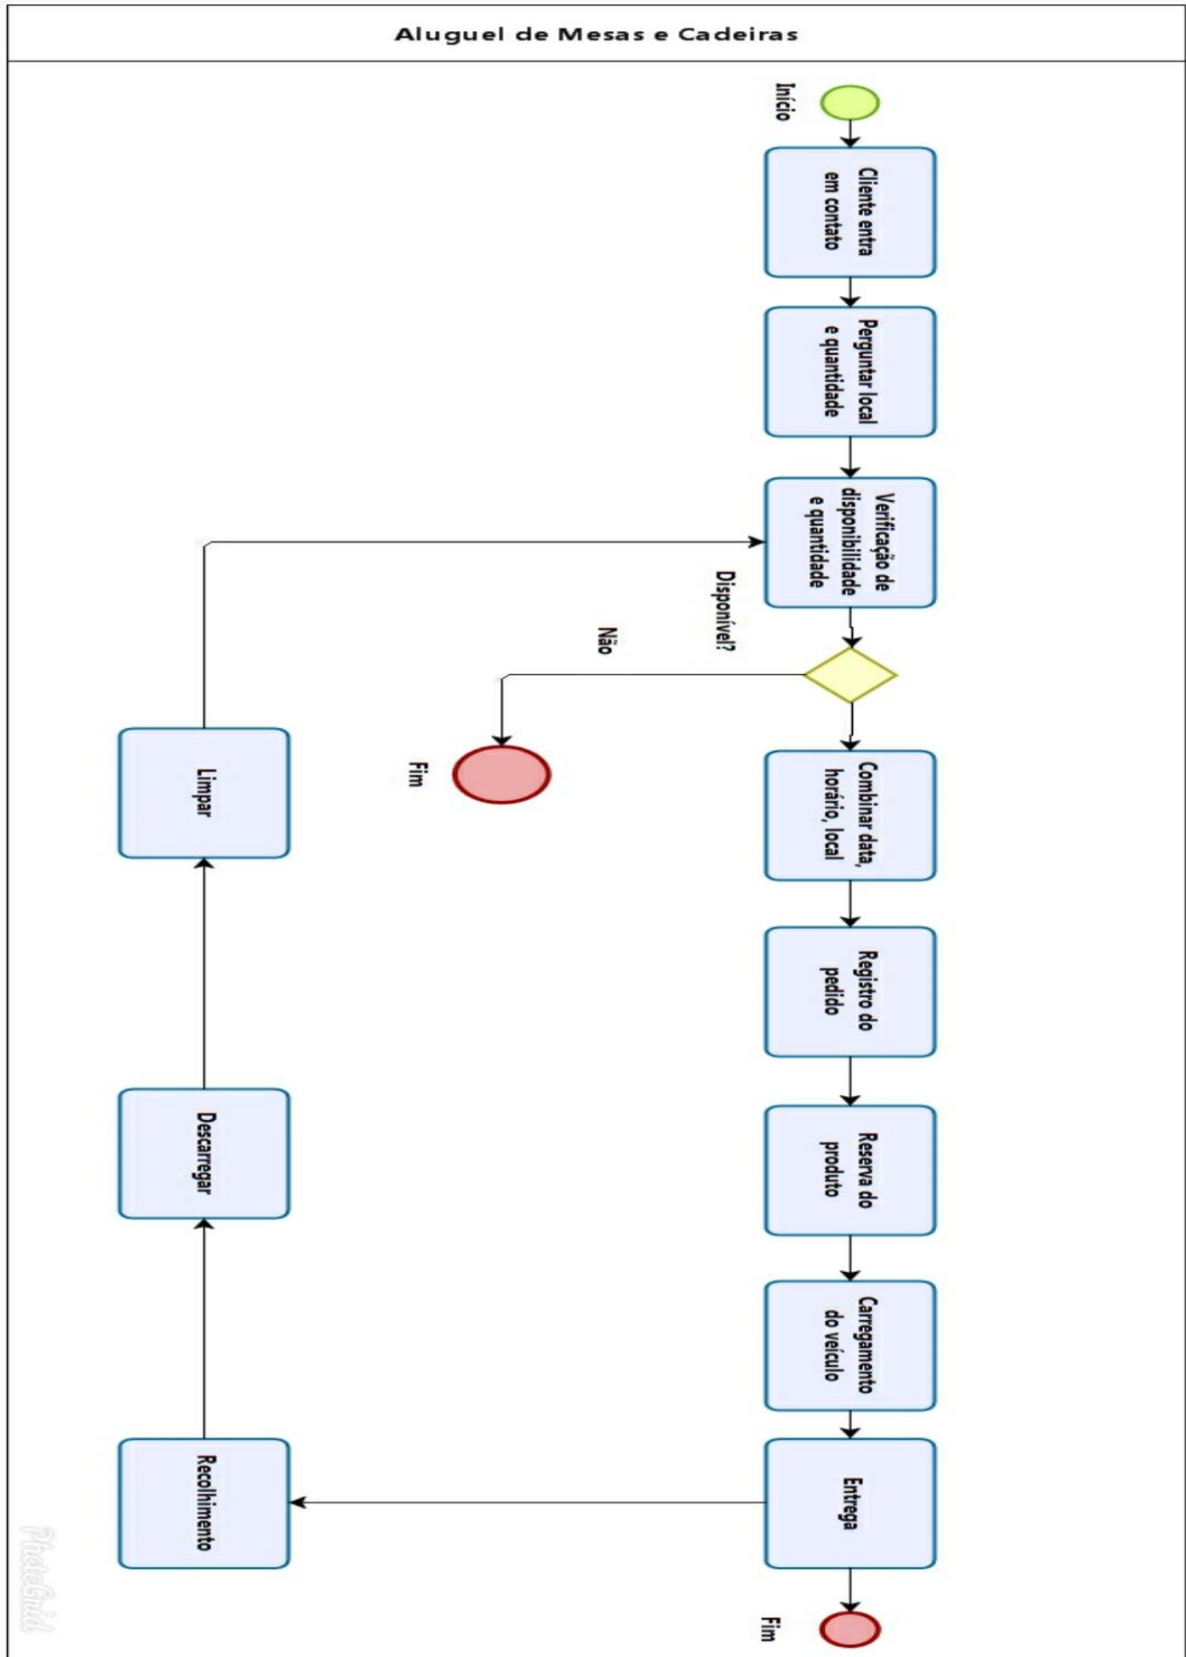 Aluguel de Mesas e Cadeiras
Início
Cliente entra
em contato
Perguntar local
e quantidade
Verificação de
disponibilidade
e quantidade
Disponível?
Não
Fim
Combinar data,
horário, local
Registro do
pedido
Reserva do
produto
Carregamento
do veículo
Entrega
Fim
Recolhimento
Descarregar
Limpar
PhotoGrid